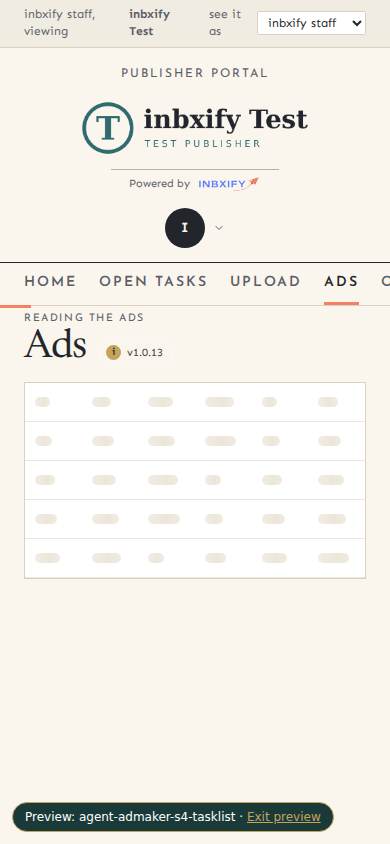 inbxify staff, viewing
inbxify Test
see it as
inbxify staff
PUBLISHER PORTAL
T
inbxify Test
TEST PUBLISHER
Powered by INBXIFY
I
HOME OPEN TASKS UPLOAD ADS
READING THE ADS
Ads
i v1.0.13
Preview: agent-admaker-s4-tasklist · Exit preview